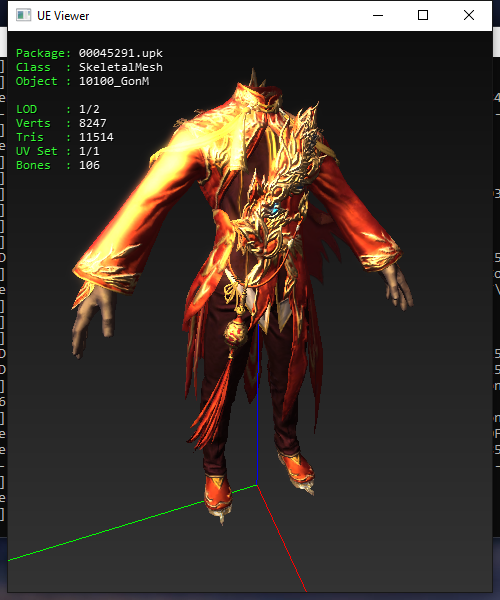 UE Viewer
Package: 00045291.upk
Class : SkeletalMesh
Object : 10100_GonM
LOD : 1/2
Verts : 8247
Tris : 11514
UV Set : 1/1
Bones : 106